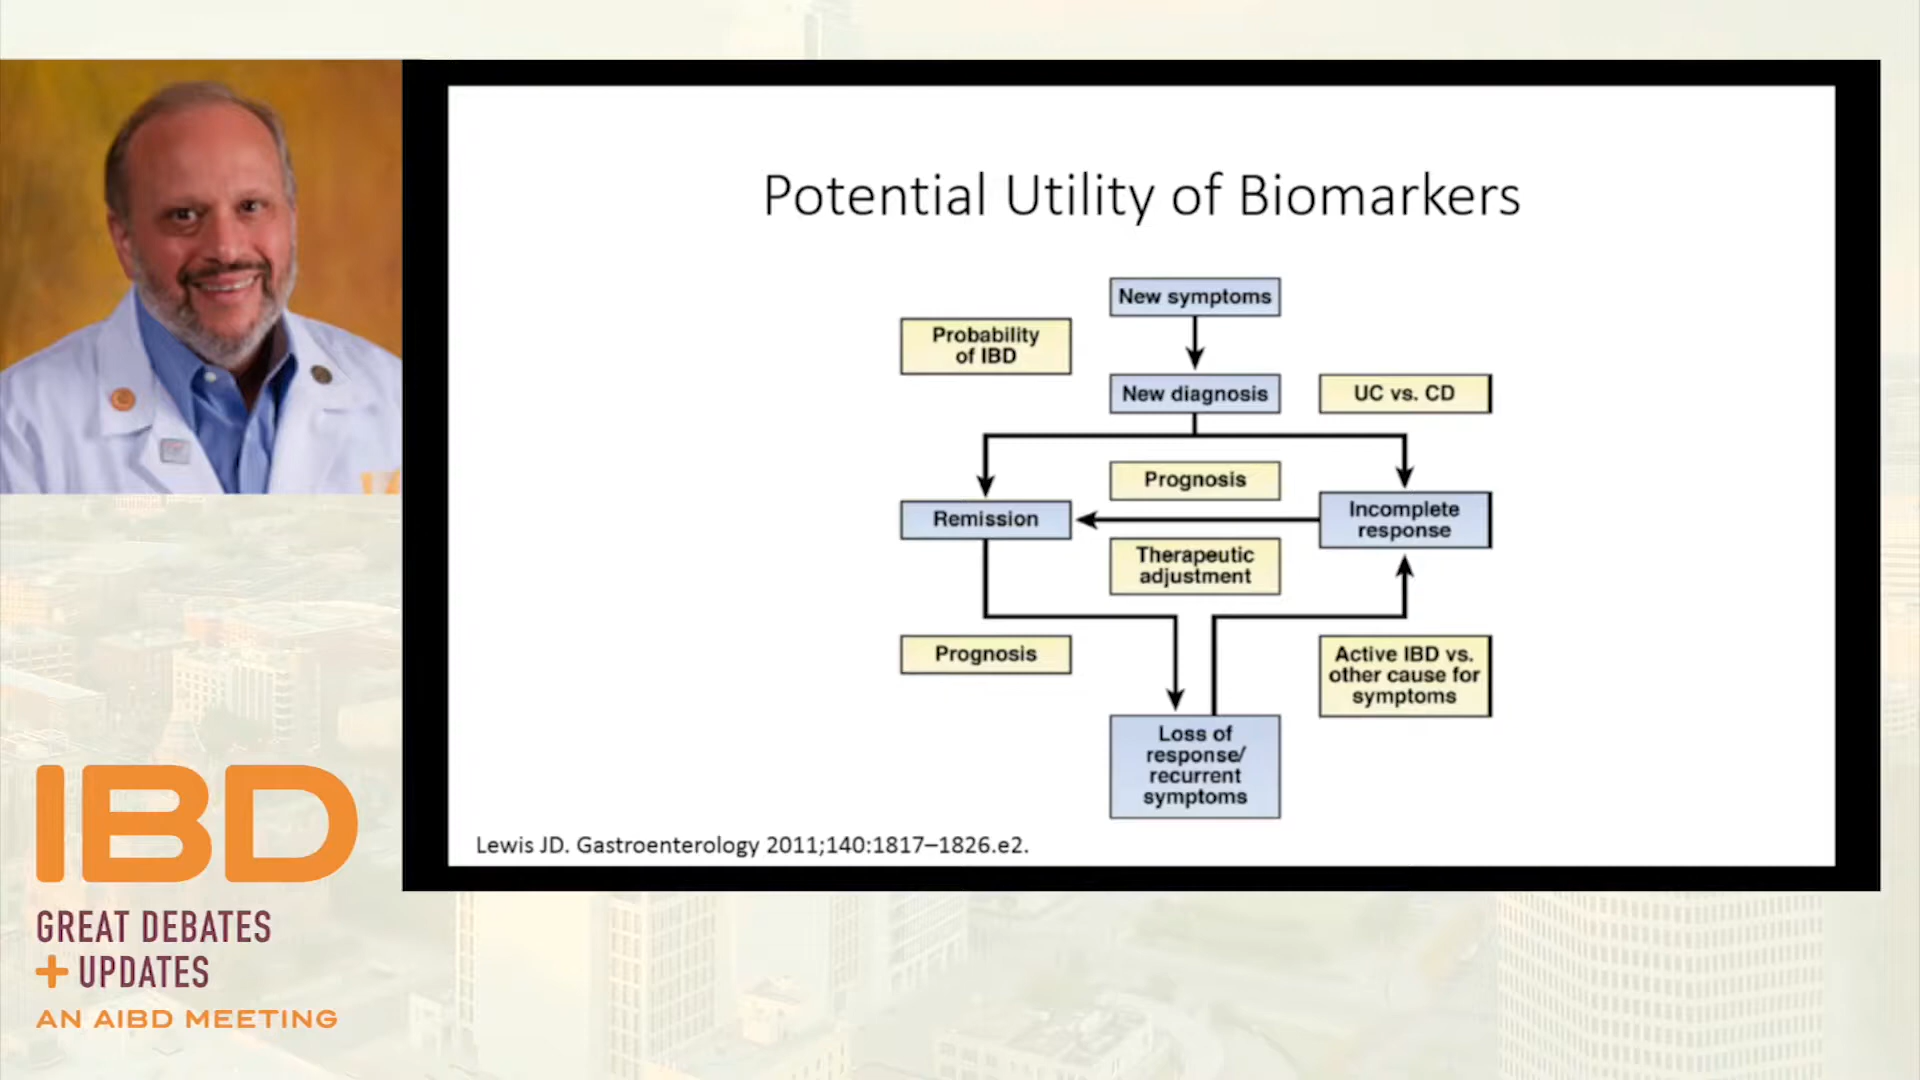 Potential Utility of Biomarkers
New symptoms
Probability
of IBD
New diagnosis
UC vs. CD
Prognosis
Remission
Incomplete
response
Therapeutic
adjustment
Prognosis
Active IBD vs.
other cause for
symptoms
Loss of
response/
recurrent
symptoms
Lewis JD. Gastroenterology 2011;140:1817–1826.e2.
IBD
GREAT DEBATES
+ UPDATES
AN AIBD MEETING